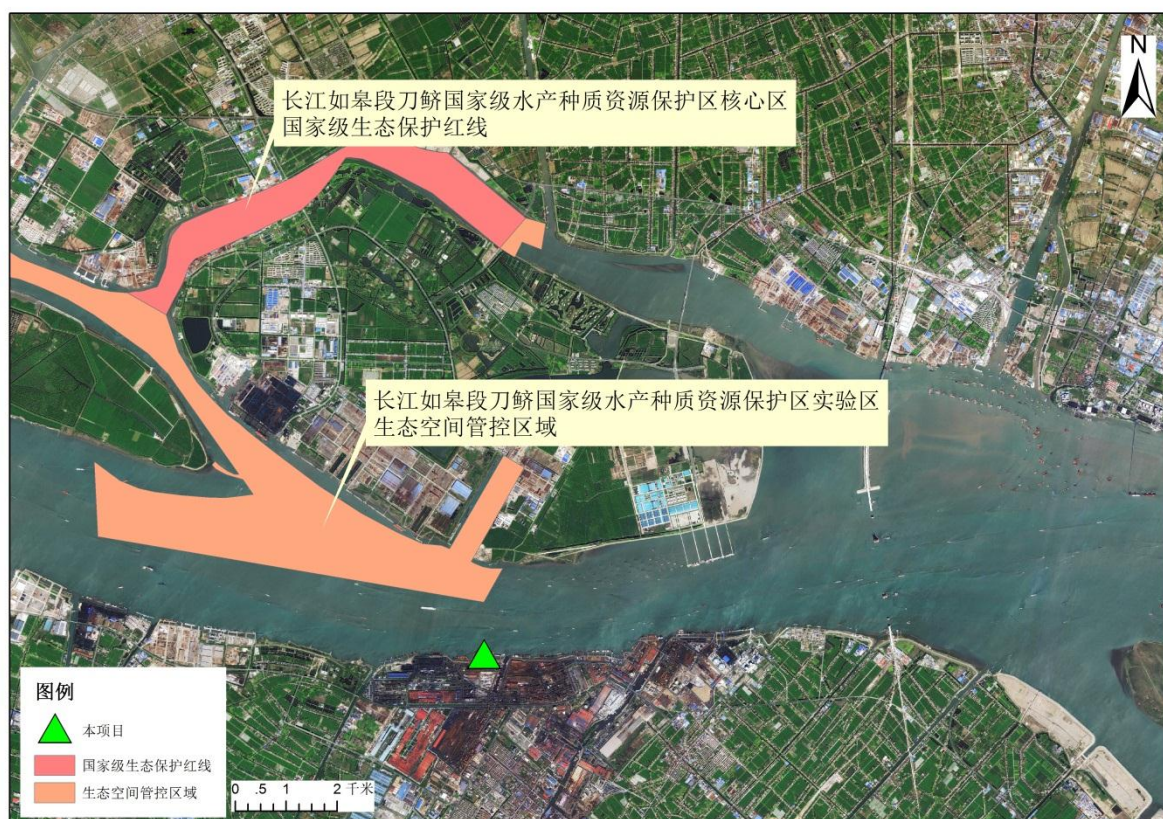 N
长江如皋段刀鲚国家级水产种质资源保护区核心区
国家级生态保护红线
长江如皋段刀鲚国家级水产种质资源保护区实验区
生态空间管控区域
图例
本项目
国家级生态保护红线
生态空间管控区域
0 .5 1 2 千米